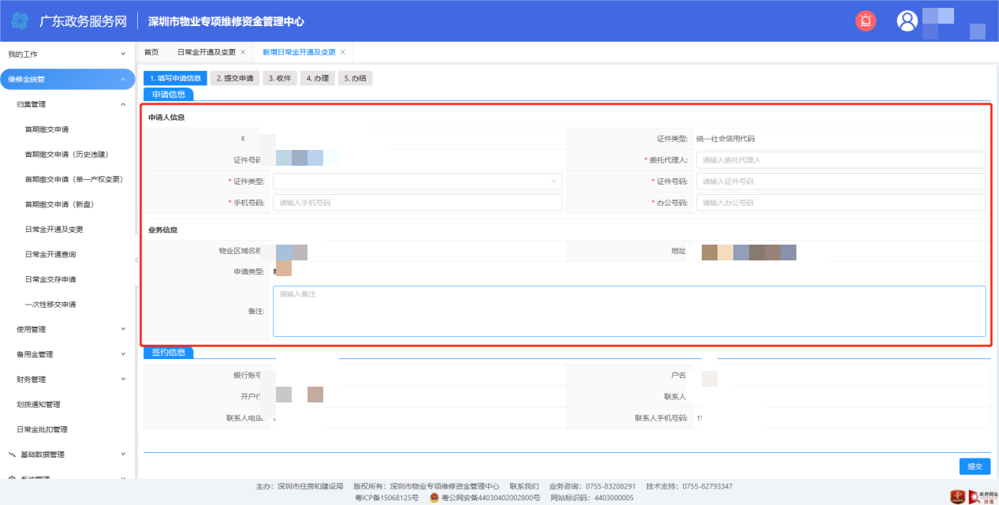 广东政务服务网 深圳市物业专项维修资金管理中心
我的工作
维修金统管
归集管理
首期缴交申请
首期缴交申请（历史违建）
首期缴交申请（单一产权变更）
首期缴交申请（新盘）
日常金开通及变更
日常金开通查询
日常金交存申请
一次性移交申请
使用管理
备用金管理
财务管理
划拨通知管理
日常金批扣管理
基础数据管理
系统管理
首页 日常金开通及变更 × 新增日常金开通及变更 ×
1. 填写申请信息 2. 提交申请 3. 收件 4. 办理 5. 办结
申请信息
申请人信息
证件类型: 统一社会信用代码
证件号码 * 委托代理人: 请输入委托代理人
* 证件类型: * 证件号码: 请输入证件号码
* 手机号码: 请输入手机号码 * 办公号码: 请输入办公号码
业务信息
物业区域名称 地址
申请类型:
备注: 请输入备注
签约信息
银行账号 户名
开户行 联系人
联系人电话: 联系人手机号码: 19
提交
主办：深圳市住房和建设局 版权所有：深圳市物业专项维修资金管理中心 联系我们 业务咨询：0755-83208291 技术支持：0755-82793347
粤ICP备15068125号 粤公网安备44030402002800号 网站标识码：4403000005
政府网站
找错